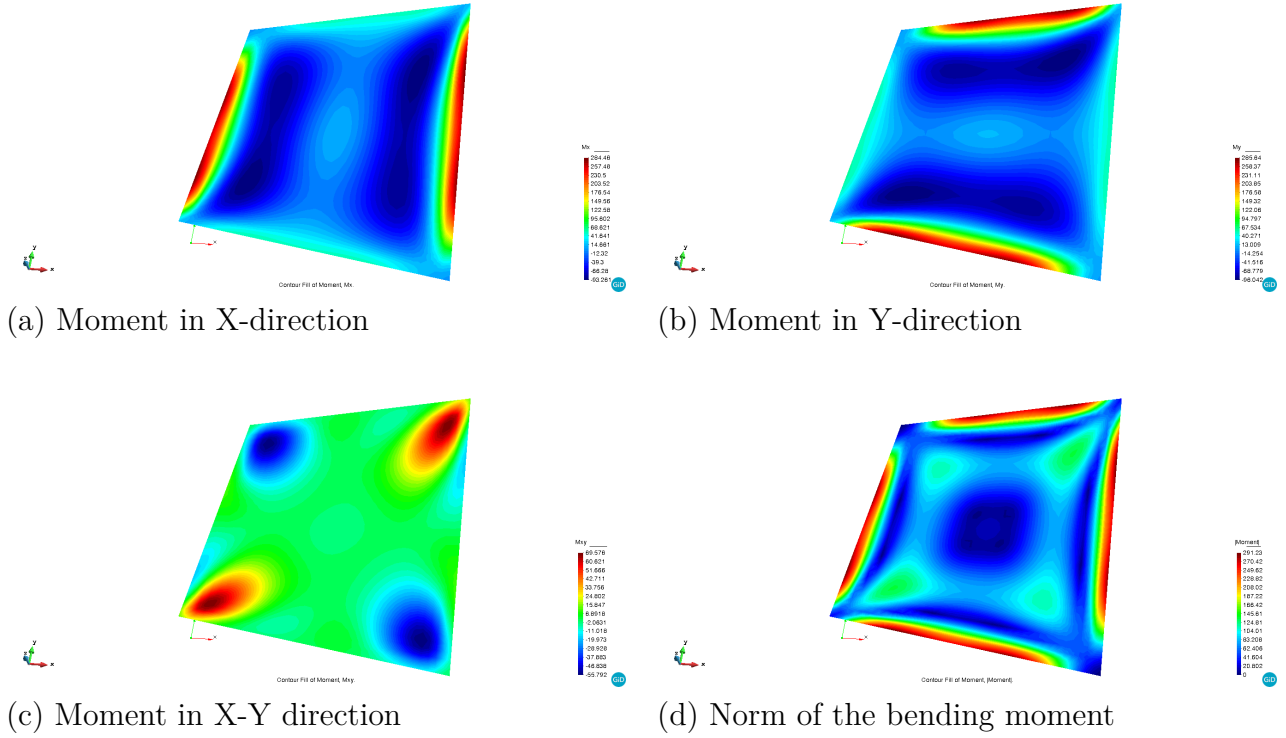 Mx
284.46
257.48
230.5
203.52
176.54
149.56
122.58
95.602
68.621
41.641
14.661
-12.32
-39.3
-66.28
-93.261
y
z
x
x
GiD
Contour Fill of Moment, Mx.
(a) Moment in X-direction
My
285.64
258.37
231.11
203.85
176.58
149.32
122.06
94.797
67.534
40.271
13.009
-14.254
-41.516
-68.779
-96.042
y
z
x
x
GiD
Contour Fill of Moment, My.
(b) Moment in Y-direction
Mxy
69.576
60.621
51.666
42.711
33.756
24.802
15.847
6.8918
-2.0631
-11.018
-19.973
-28.928
-37.883
-46.838
-55.792
y
z
x
x
GiD
Contour Fill of Moment, Mxy.
(c) Moment in X-Y direction
|Moment|
291.23
270.42
249.62
228.82
208.02
187.22
166.42
145.61
124.81
104.01
83.208
62.406
41.604
20.802
0
y
z
x
x
GiD
Contour Fill of Moment, |Moment|.
(d) Norm of the bending moment